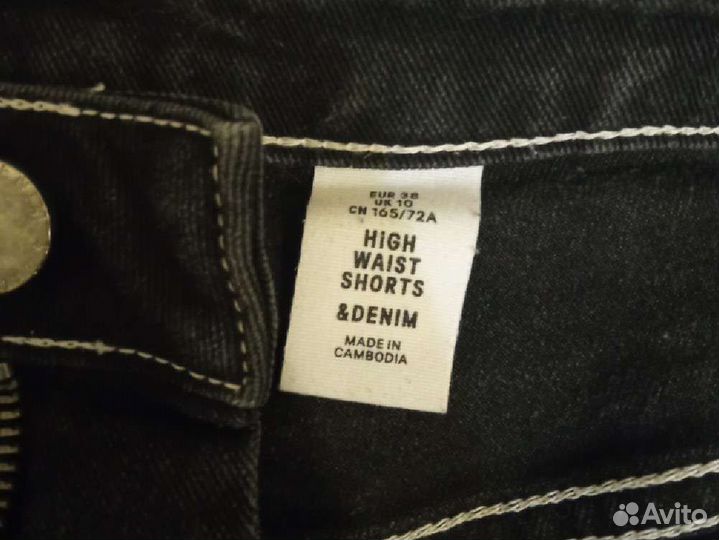 EUR 38
UK 10
CN 165/72A
HiGH
WAIST
SHORTS
&DENIM
MADE IN
CAMBODIA
Avito